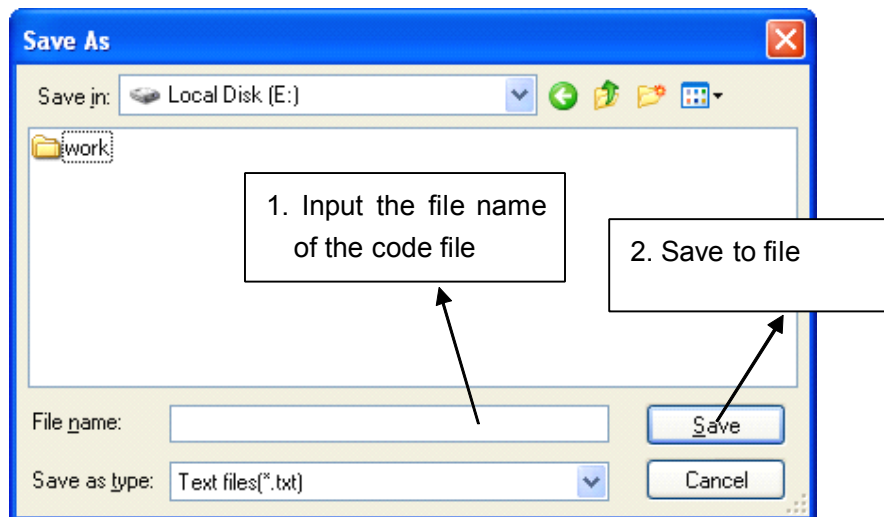 Save As
Save in: Local Disk (E:)
work
1. Input the file name
of the code file
2. Save to file
File name:
Save
Save as type: Text files(*.txt)
Cancel